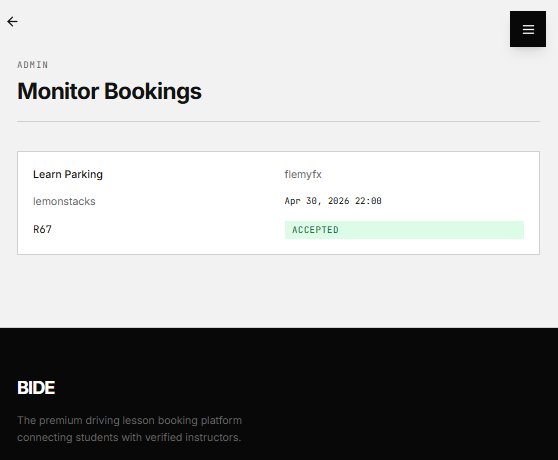 ADMIN
Monitor Bookings
Learn Parking flemyfx
lemonstacks Apr 30, 2026 22:00
R67 ACCEPTED
BIDE
The premium driving lesson booking platform
connecting students with verified instructors.